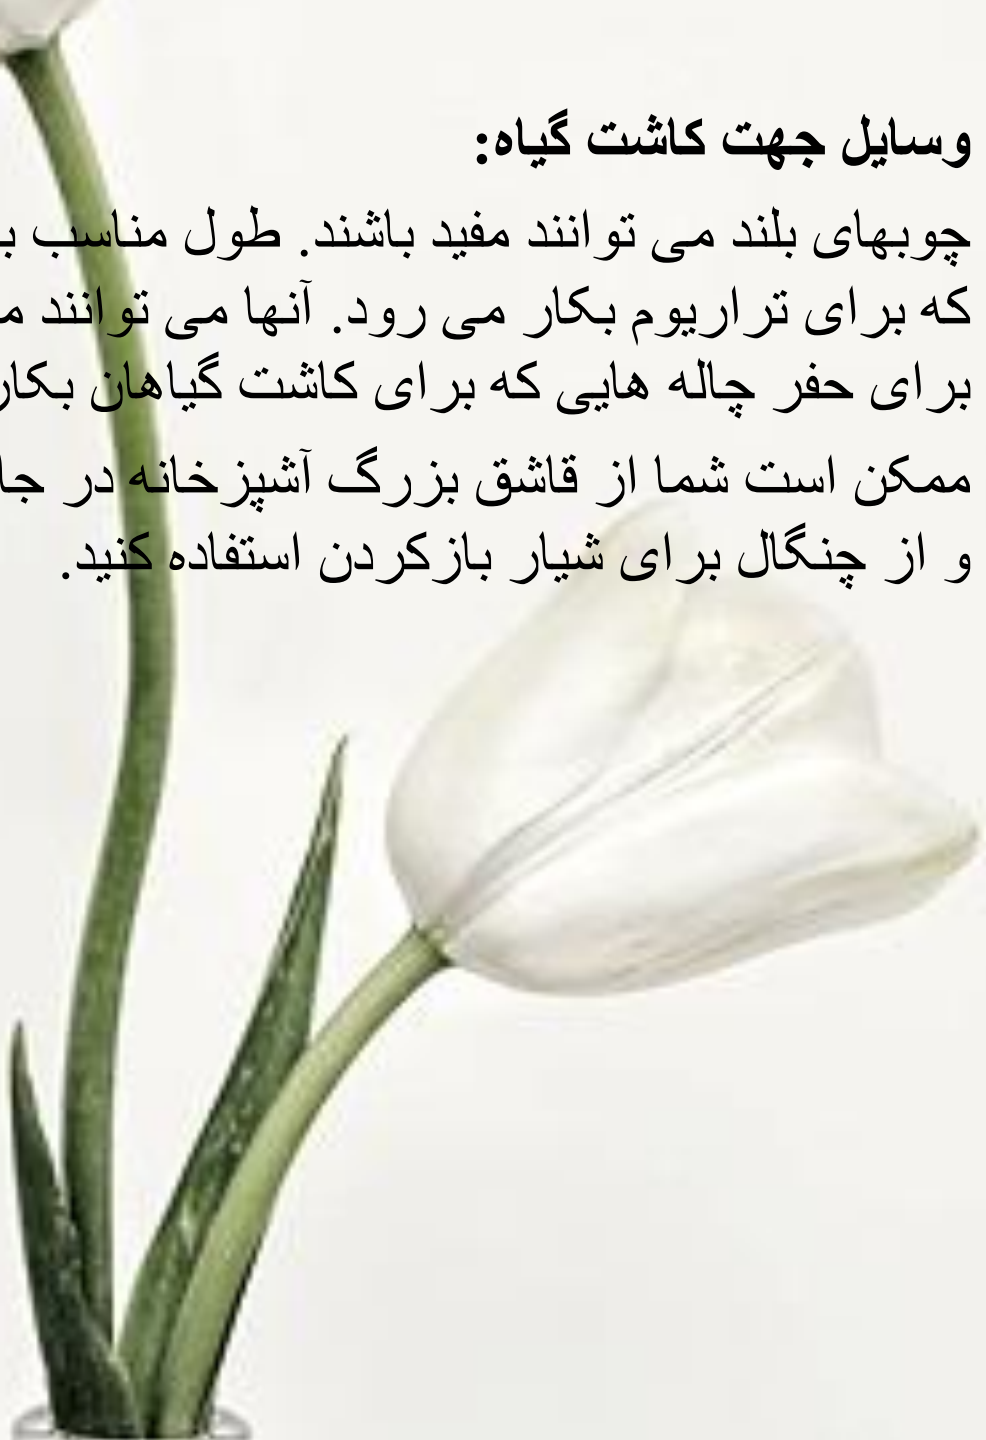 وسایل جهت کاشت گیاه:
چوبهای بلند می توانند مفید باشند. طول مناسب
که برای تراریوم بکار می رود. آنها می توانند
برای حفر چاله هایی که برای کاشت گیاهان
ممکن است شما از قاشق بزرگ آشپزخانه در
و از چنگال برای شیار بازکردن استفاده کنید.